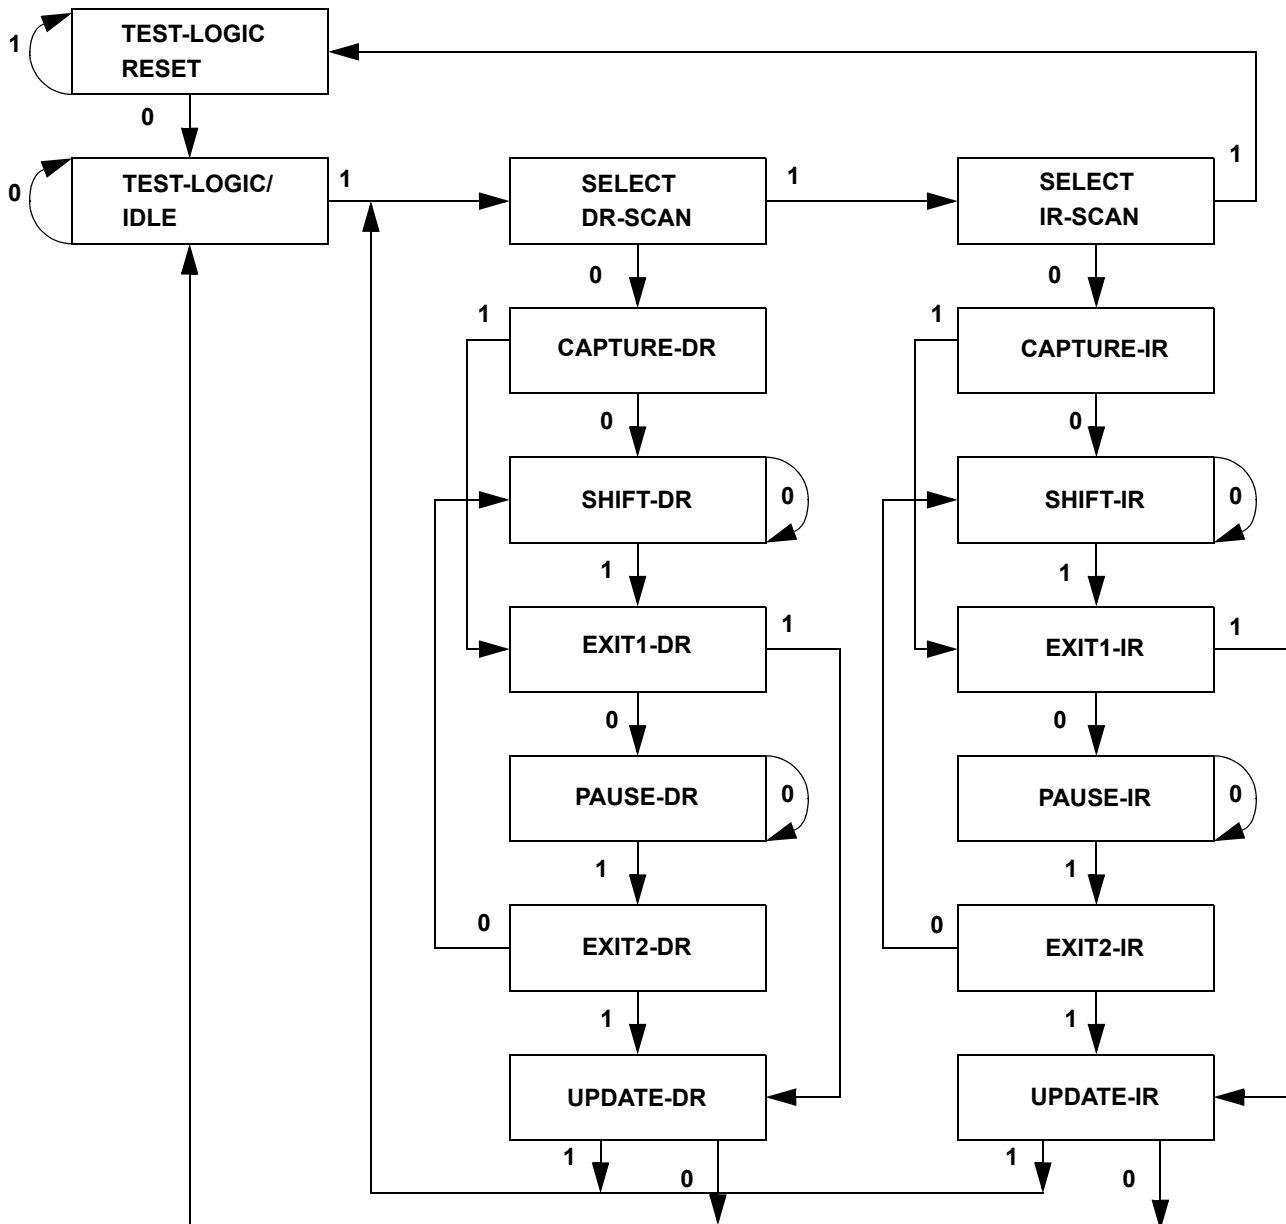 1
TEST-LOGIC
RESET
0
0
TEST-LOGIC/
IDLE
1
SELECT
DR-SCAN
1
SELECT
IR-SCAN
1
0
0
1
CAPTURE-DR
1
CAPTURE-IR
0
0
SHIFT-DR
0
SHIFT-IR
0
1
1
EXIT1-DR
1
EXIT1-IR
1
0
0
PAUSE-DR
0
PAUSE-IR
0
1
1
0
EXIT2-DR
0
EXIT2-IR
1
1
UPDATE-DR
UPDATE-IR
1
0
1
0